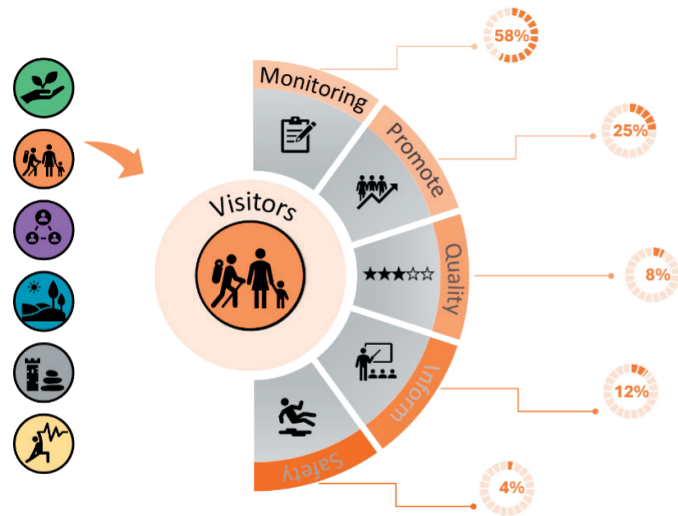 58%
Monitoring
Promote
25%
Visitors
Quality
8%
Inform
12%
Safety
4%